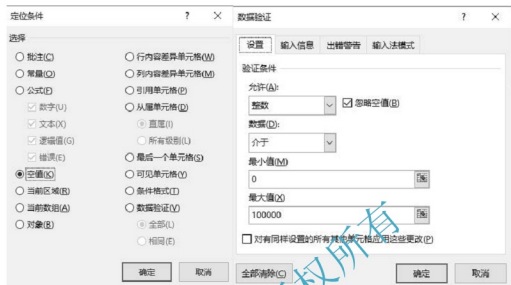 定位条件 ? ×
选择
批注(C)
常量(O)
公式(F)
数字(U)
文本(X)
逻辑值(G)
错误(E)
空值(K)
当前区域(R)
当前数组(A)
对象(B)
行内容差异单元格(W)
列内容差异单元格(M)
引用单元格(P)
从属单元格(D)
直属(I)
所有级别(L)
最后一个单元格(S)
可见单元格(Y)
条件格式(T)
数据验证(V)
全部(L)
相同(E)
确定 取消
数据验证 ? ×
设置 输入信息 出错警告 输入法模式
验证条件
允许(A):
整数 忽略空值(B)
数据(D):
介于
最小值(M)
0
最大值(X)
100000
对有同样设置的所有其他单元格应用这些更改(P)
全部清除(C) 确定 取消
权所有